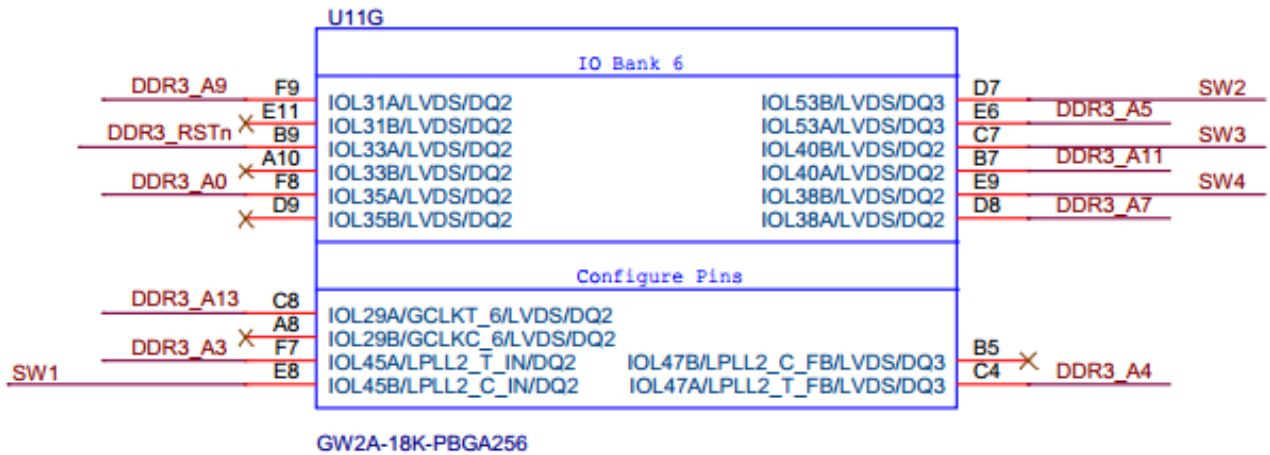 U11G
IO Bank 6
DDR3_A9 F9 IOL31A/LVDS/DQ2 IOL53B/LVDS/DQ3 D7 SW2
E11 IOL31B/LVDS/DQ2 IOL53A/LVDS/DQ3 E6 DDR3_A5
DDR3_RSTn B9 IOL33A/LVDS/DQ2 IOL40B/LVDS/DQ2 C7 SW3
A10 IOL33B/LVDS/DQ2 IOL40A/LVDS/DQ2 B7 DDR3_A11
DDR3_A0 F8 IOL35A/LVDS/DQ2 IOL38B/LVDS/DQ2 E9 SW4
D9 IOL35B/LVDS/DQ2 IOL38A/LVDS/DQ2 D8 DDR3_A7
Configure Pins
DDR3_A13 C8 IOL29A/GCLKT_6/LVDS/DQ2
A8 IOL29B/GCLKC_6/LVDS/DQ2
DDR3_A3 F7 IOL45A/LPLL2_T_IN/DQ2 IOL47B/LPLL2_C_FB/LVDS/DQ3 B5
SW1 E8 IOL45B/LPLL2_C_IN/DQ2 IOL47A/LPLL2_T_FB/LVDS/DQ3 C4 DDR3_A4
GW2A-18K-PBGA256